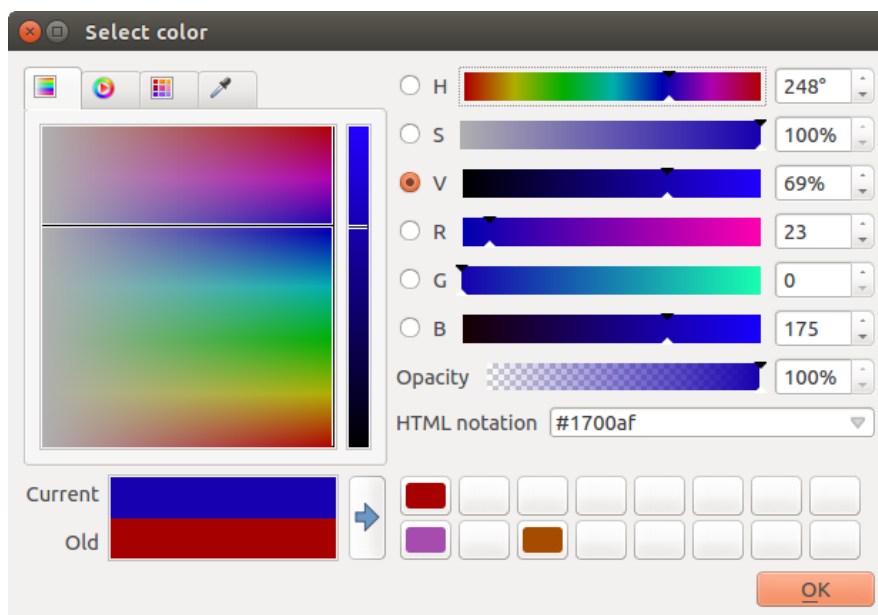 Select color
H 248°
S 100%
V 69%
R 23
G 0
B 175
Opacity 100%
HTML notation #1700af
Current
Old
OK